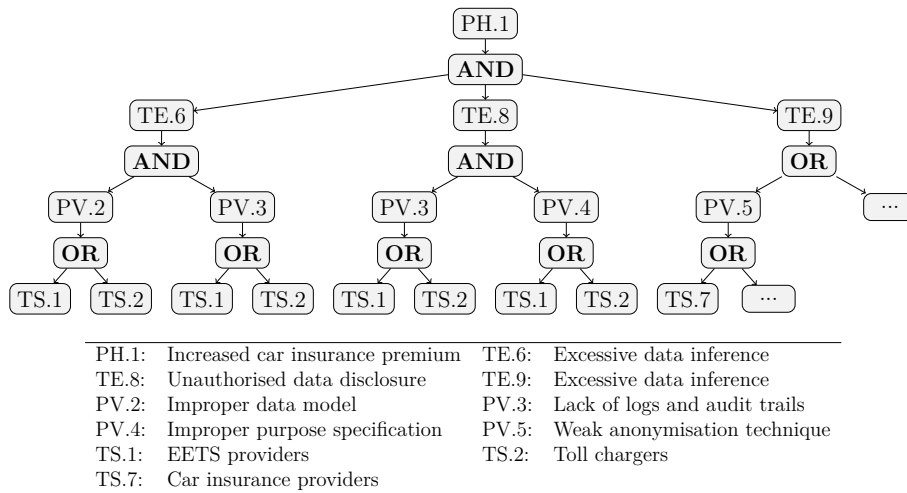 PH.1
AND
TE.6 TE.8 TE.9
AND AND OR
PV.2 PV.3 PV.3 PV.4 PV.5 ...
OR OR OR OR OR
TS.1 TS.2 TS.1 TS.2 TS.1 TS.2 TS.1 TS.2 TS.7 ...
PH.1: Increased car insurance premium TE.6: Excessive data inference
TE.8: Unauthorised data disclosure TE.9: Excessive data inference
PV.2: Improper data model PV.3: Lack of logs and audit trails
PV.4: Improper purpose specification PV.5: Weak anonymisation technique
TS.1: EETS providers TS.2: Toll chargers
TS.7: Car insurance providers